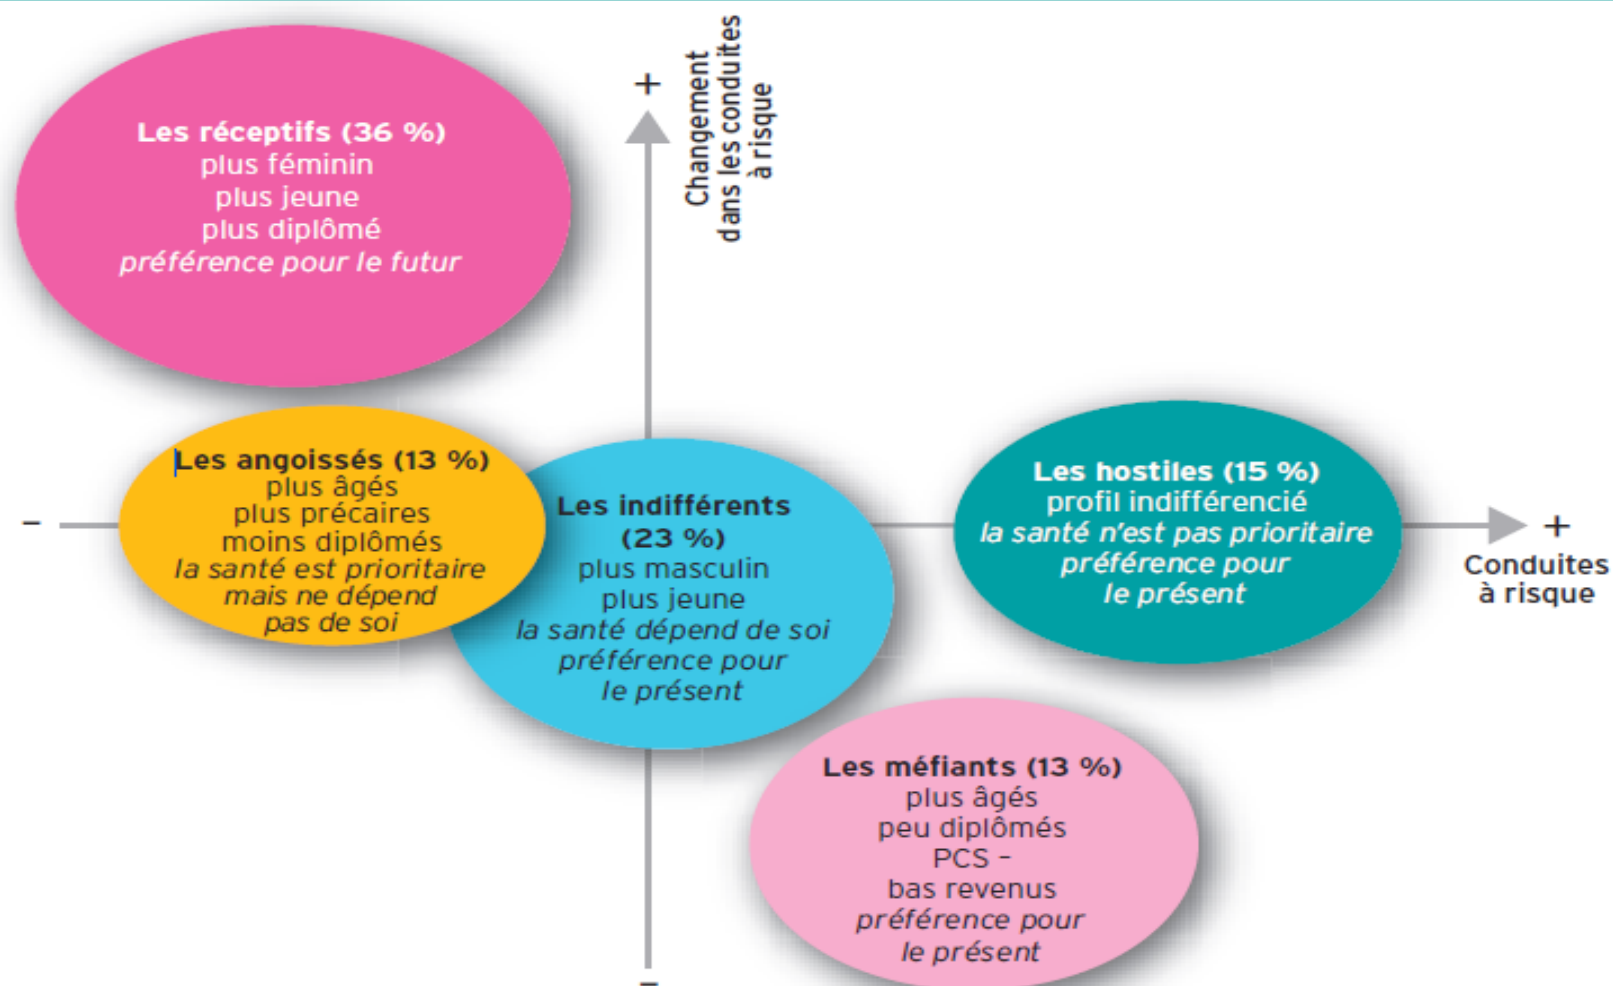 Les réceptifs (36 %)
plus féminin
plus jeune
plus diplômé
préférence pour le futur
+
Changement
dans les conduites
à risque
Les angoissés (13 %)
plus âgés
plus précaires
moins diplômés
la santé est prioritaire
mais ne dépend
pas de soi
–
Les indifférents
(23 %)
plus masculin
plus jeune
la santé dépend de soi
préférence pour
le présent
Les hostiles (15 %)
profil indifférencié
la santé n'est pas prioritaire
préférence pour
le présent
+
Conduites
à risque
Les méfiants (13 %)
plus âgés
peu diplômés
PCS –
bas revenus
préférence pour
le présent
–